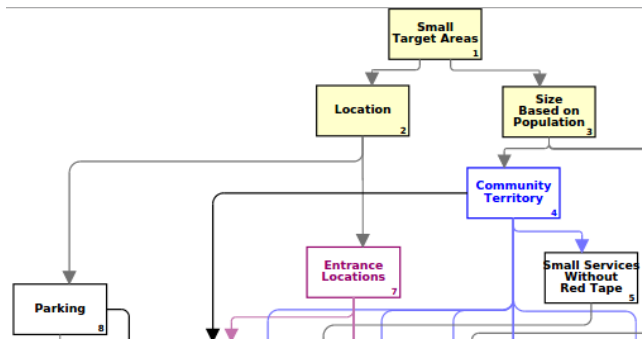 Small
Target Areas
1
Location
2
Size
Based on
Population
3
Community
Territory
4
Entrance
Locations
7
Small Services
Without
Red Tape
5
Parking
8